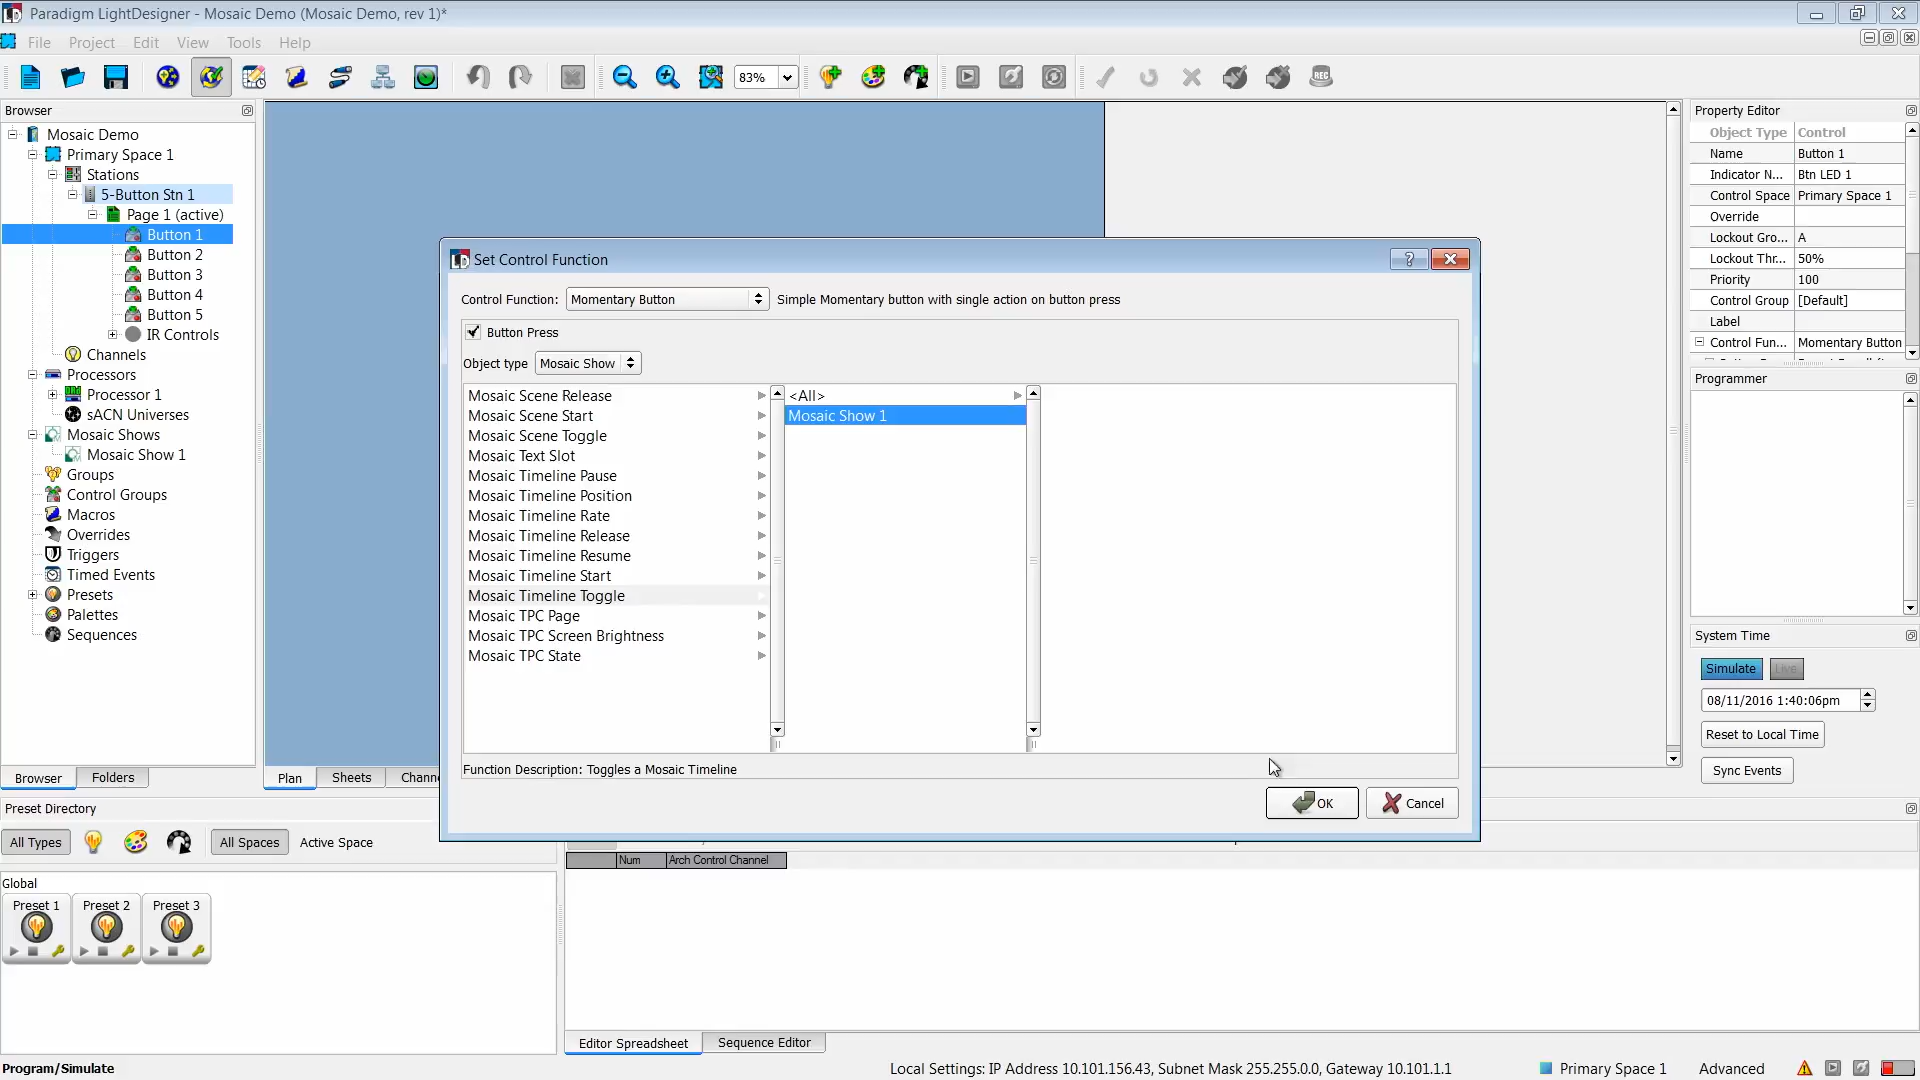 Paradigm LightDesigner - Mosaic Demo (Mosaic Demo, rev 1)*
File Project Edit View Tools Help
83%
REC
Browser
Mosaic Demo
Primary Space 1
Stations
5-Button Stn 1
Page 1 (active)
Button 1
Button 2
Button 3
Button 4
Button 5
IR Controls
Channels
Processors
Processor 1
sACN Universes
Mosaic Shows
Mosaic Show 1
Groups
Control Groups
Macros
Overrides
Triggers
Timed Events
Presets
Palettes
Sequences
Browser Folders
Plan Sheets Channe
Set Control Function
Control Function: Momentary Button Simple Momentary button with single action on button press
Button Press
Object type Mosaic Show
Mosaic Scene Release
Mosaic Scene Start
Mosaic Scene Toggle
Mosaic Text Slot
Mosaic Timeline Pause
Mosaic Timeline Position
Mosaic Timeline Rate
Mosaic Timeline Release
Mosaic Timeline Resume
Mosaic Timeline Start
Mosaic Timeline Toggle
Mosaic TPC Page
Mosaic TPC Screen Brightness
Mosaic TPC State
<All>
Mosaic Show 1
Function Description: Toggles a Mosaic Timeline
OK Cancel
Property Editor
Object Type Control
Name Button 1
Indicator N... Btn LED 1
Control Space Primary Space 1
Override
Lockout Gro... A
Lockout Thr... 50%
Priority 100
Control Group [Default]
Label
Control Fun... Momentary Button
Programmer
System Time
Simulate Live
08/11/2016 1:40:06pm
Reset to Local Time
Sync Events
Preset Directory
All Types All Spaces Active Space
Global
Preset 1 Preset 2 Preset 3
Num Arch Control Channel
Editor Spreadsheet Sequence Editor
Program/Simulate
Local Settings: IP Address 10.101.156.43, Subnet Mask 255.255.0.0, Gateway 10.101.1.1
Primary Space 1
Advanced